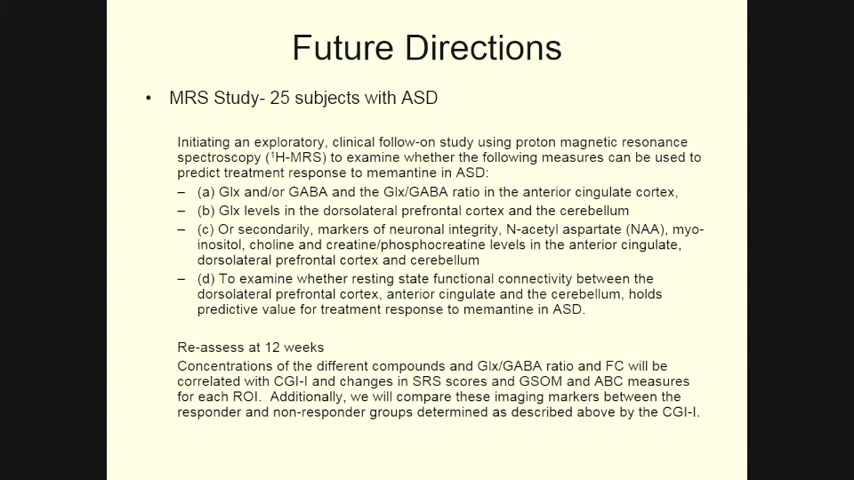 Future Directions
• MRS Study- 25 subjects with ASD
Initiating an exploratory, clinical follow-on study using proton magnetic resonance
spectroscopy (¹H-MRS) to examine whether the following measures can be used to
predict treatment response to memantine in ASD:
– (a) Glx and/or GABA and the Glx/GABA ratio in the anterior cingulate cortex,
– (b) Glx levels in the dorsolateral prefrontal cortex and the cerebellum
– (c) Or secondarily, markers of neuronal integrity, N-acetyl aspartate (NAA), myo-
inositol, choline and creatine/phosphocreatine levels in the anterior cingulate,
dorsolateral prefrontal cortex and cerebellum
– (d) To examine whether resting state functional connectivity between the
dorsolateral prefrontal cortex, anterior cingulate and the cerebellum, holds
predictive value for treatment response to memantine in ASD.
Re-assess at 12 weeks
Concentrations of the different compounds and Glx/GABA ratio and FC will be
correlated with CGI-I and changes in SRS scores and GSOM and ABC measures
for each ROI. Additionally, we will compare these imaging markers between the
responder and non-responder groups determined as described above by the CGI-I.